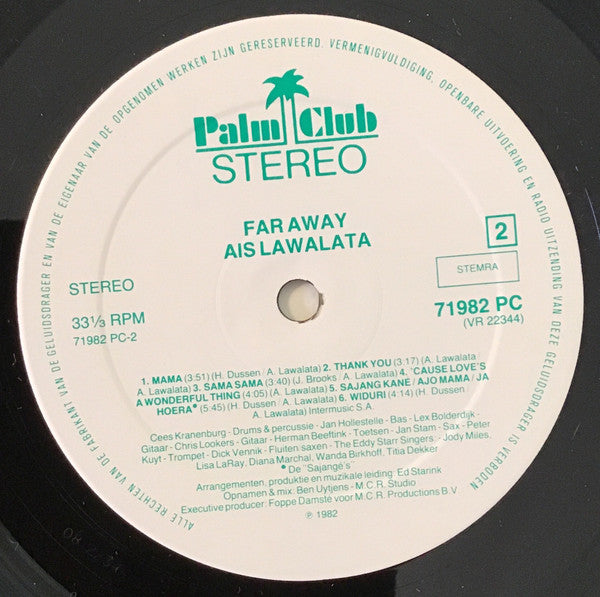 ALLE RECHTEN VAN DE FABRIKANT VAN DE GELUIDSDRAGER EN VAN DE EIGENAAR VAN DE OPGENOMEN WERKEN ZIJN GERESERVEERD. VERMENIGVULDIGING, OPENBARE UITVOERING EN RADIO UITZENDING VAN DEZE GELUIDSDRAGER IS VERBODEN
Palm Club
STEREO
FAR AWAY
AIS LAWALATA
2
STEMRA
STEREO
71982 PC
(VR 22344)
33⅓ RPM
71982 PC-2
1. MAMA (3:51) (H. Dussen / A. Lawalata) 2. THANK YOU (3:17) (A. Lawalata /
A. Lawalata) 3. SAMA SAMA (3:40) (J. Brooks / A. Lawalata) 4. 'CAUSE LOVE'S
A WONDERFUL THING (4:05) (A. Lawalata) 5. SAJANG KANE / AJO MAMA / JA
HOERA* (5:45) (H. Dussen / A. Lawalata) 6. WIDURI (4:14) (H. Dussen /
A. Lawalata) Intermusic S.A.
Cees Kranenburg - Drums & percussie - Jan Hollestelle - Bas - Lex Bolderdijk -
Gitaar - Chris Lookers - Gitaar - Herman Beeftink - Toetsen - Jan Stam - Sax - Peter
Kuyt - Trompet - Dick Vennik - Fluiten saxen - The Eddy Starr Singers: - Jody Miles,
Lisa LaRay, Diana Marchal, Wanda Birkhoff, Titia Dekker
* De "Sajangé's"
Arrangementen, produktie en muzikale leiding: Ed Starink
Opname & mix: Ben Uytjens - M.C.R. Studio
Executive producer: Foppe Damsté voor M.C.R. Productions B.V.
℗ 1982